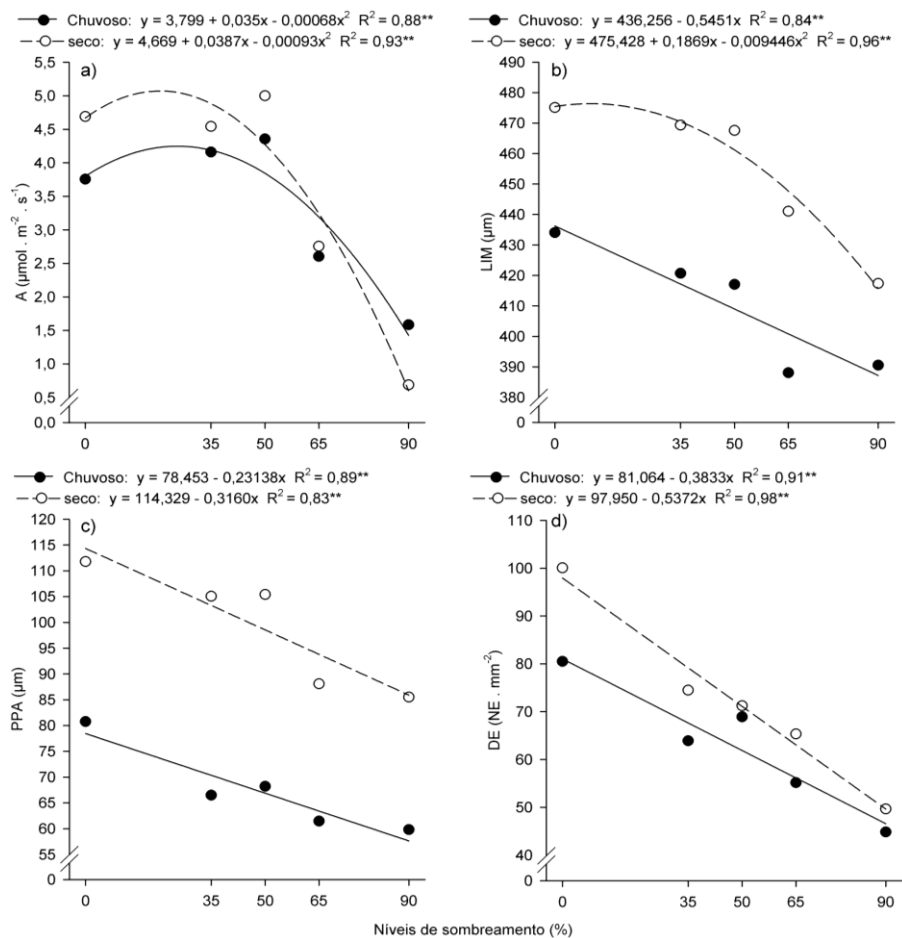 Chuvoso: y = 3,799 + 0,035x - 0,00068x² R² = 0,88**
seco: y = 4,669 + 0,0387x - 0,00093x² R² = 0,93**
a)
5,5
5,0
4,5
4,0
3,5
3,0
2,5
2,0
1,5
1,0
0,5
0,0
A (µmol . m⁻² . s⁻¹)
0 35 50 65 90
Chuvoso: y = 436,256 - 0,5451x R² = 0,84**
seco: y = 475,428 + 0,1869x - 0,009446x² R² = 0,96**
b)
490
480
470
460
450
440
430
420
410
400
390
380
0
LIM (µm)
0 35 50 65 90
Chuvoso: y = 78,453 - 0,23138x R² = 0,89**
seco: y = 114,329 - 0,3160x R² = 0,83**
c)
120
115
110
105
100
95
90
85
80
75
70
65
60
55
0
PPA (µm)
0 35 50 65 90
Chuvoso: y = 81,064 - 0,3833x R² = 0,91**
seco: y = 97,950 - 0,5372x R² = 0,98**
d)
110
100
80
70
60
50
40
0
DE (NE . mm⁻²)
0 35 50 65 90
Níveis de sombreamento (%)